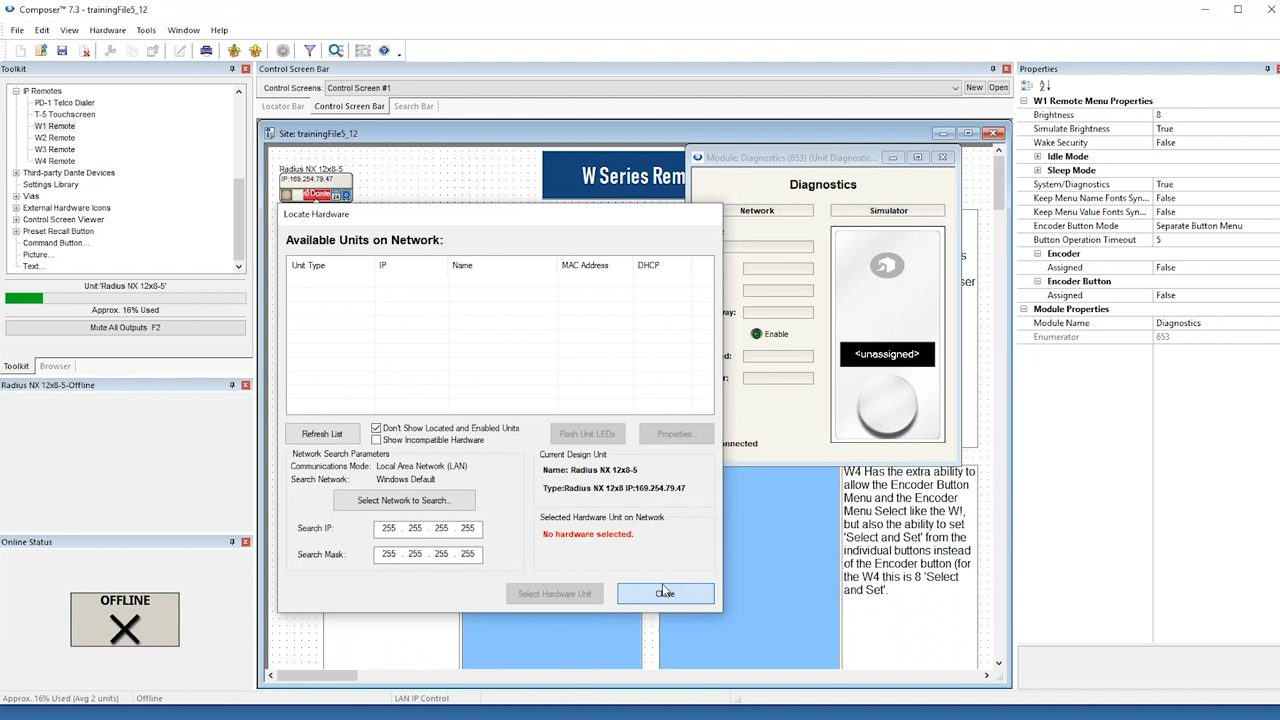 Composer™ 7.3 - trainingFile5_12
File Edit View Hardware Tools Window Help
Toolkit
IP Remotes
PD-1 Telco Dialer
T-5 Touchscreen
W1 Remote
W2 Remote
W3 Remote
W4 Remote
Third-party Dante Devices
Settings Library
Vias
External Hardware Icons
Control Screen Viewer
Preset Recall Button
Command Button...
Picture...
Text...
Unit:'Radius NX 12x8-5'
Approx. 16% Used
Mute All Outputs F2
Toolkit Browser
Radius NX 12x8-5-Offline
Online Status
OFFLINE
Approx. 16% Used (Avg 2 units) Offline LAN IP Control
Control Screen Bar
Control Screens: Control Screen #1 New Open
Locator Bar Control Screen Bar Search Bar
Site: trainingFile5_12
Radius NX 12x8-5
IP:169.254.79.47
Dante
W Series Rem
Module: Diagnostics (653) (Unit Diagnostic...
Diagnostics
Network Simulator
Enable
<unassigned>
W4 Has the extra ability to
allow the Encoder Button
Menu and the Encoder
Menu Select like the W!,
but also the ability to set
'Select and Set' from the
individual buttons instead
of the Encoder button (for
the W4 this is 8 'Select
and Set'.
Locate Hardware
Available Units on Network:
Unit Type IP Name MAC Address DHCP
Refresh List
Don't Show Located and Enabled Units
Show Incompatible Hardware
Flash Unit LEDs Properties...
Network Search Parameters
Communications Mode: Local Area Network (LAN)
Search Network: Windows Default
Select Network to Search...
Search IP: 255 . 255 . 255 . 255
Search Mask: 255 . 255 . 255 . 255
Current Design Unit
Name: Radius NX 12x8-5
Type:Radius NX 12x8 IP:169.254.79.47
Selected Hardware Unit on Network
No hardware selected.
Select Hardware Unit Close
Properties
W1 Remote Menu Properties
Brightness 8
Simulate Brightness True
Wake Security False
Idle Mode
Sleep Mode
System/Diagnostics True
Keep Menu Name Fonts Syn... False
Keep Menu Value Fonts Syn... False
Encoder Button Mode Separate Button Menu
Button Operation Timeout 5
Encoder
Assigned False
Encoder Button
Assigned False
Module Properties
Module Name Diagnostics
Enumerator 653